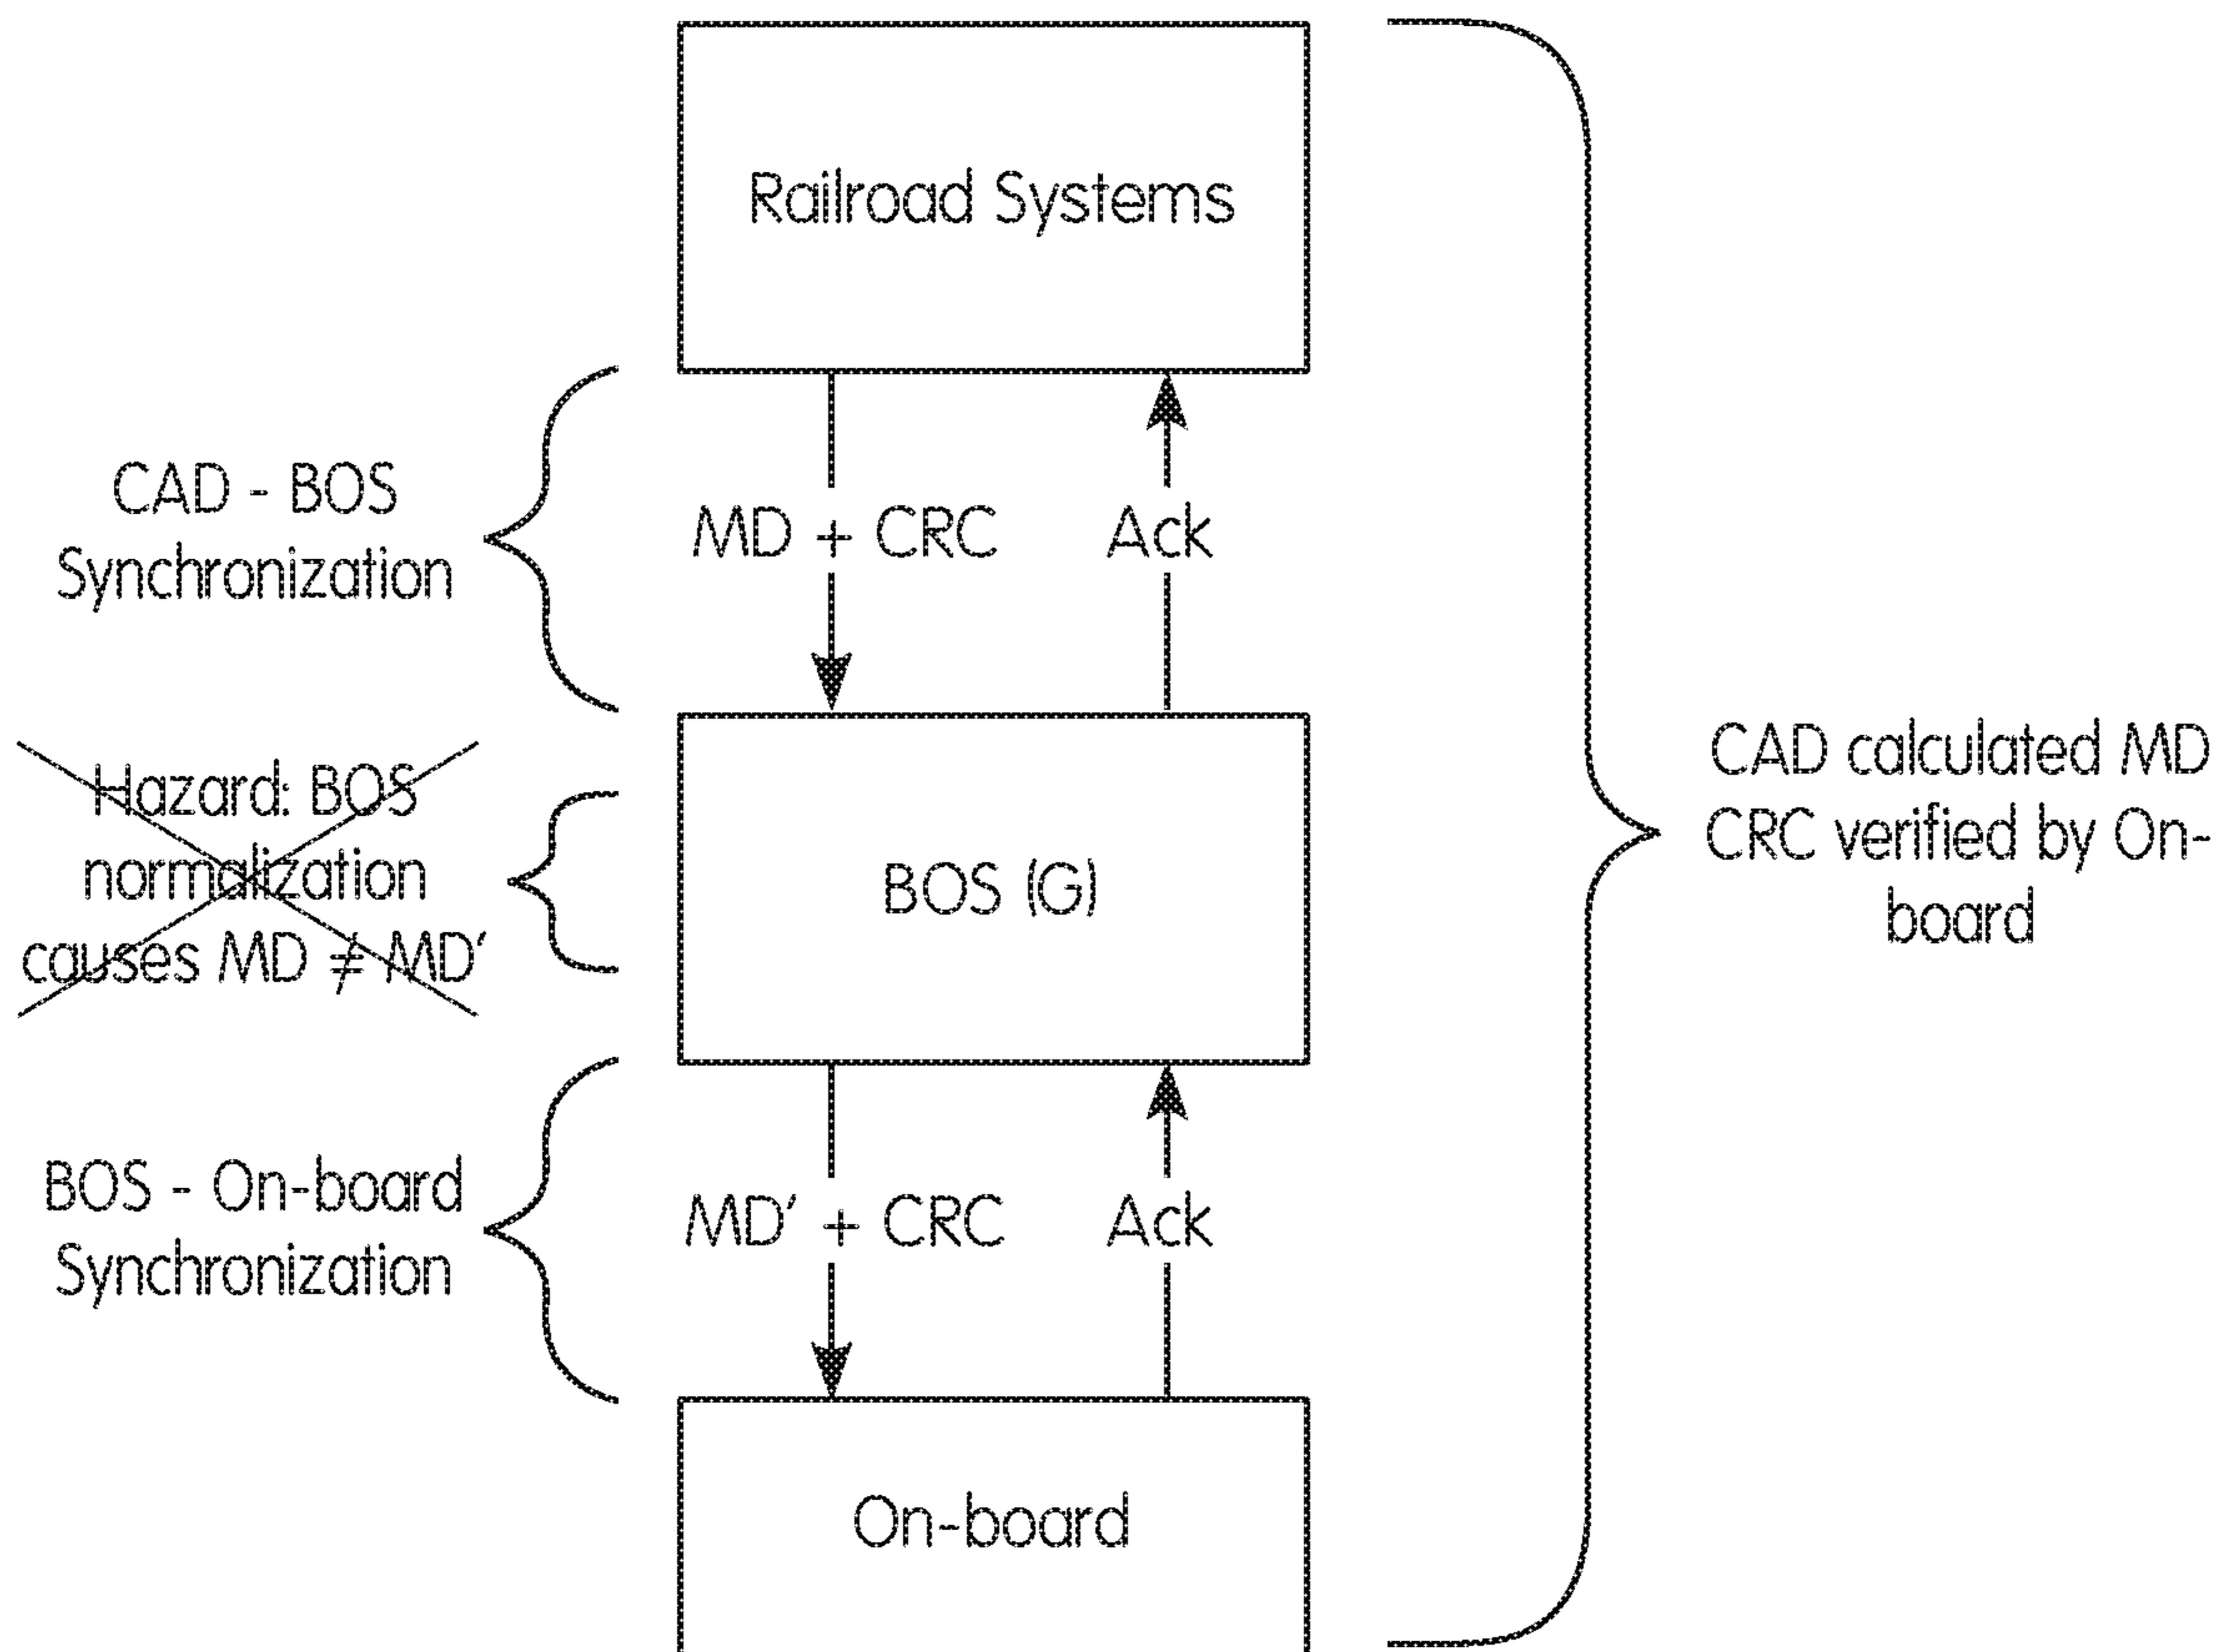 Railroad Systems
CAD - BOS
Synchronization
MD + CRC
Ack
Hazard: BOS
normalization
causes MD ≠ MD'
BOS (G)
CAD calculated MD
CRC verified by On-
board
BOS - On-board
Synchronization
MD' + CRC
Ack
On-board